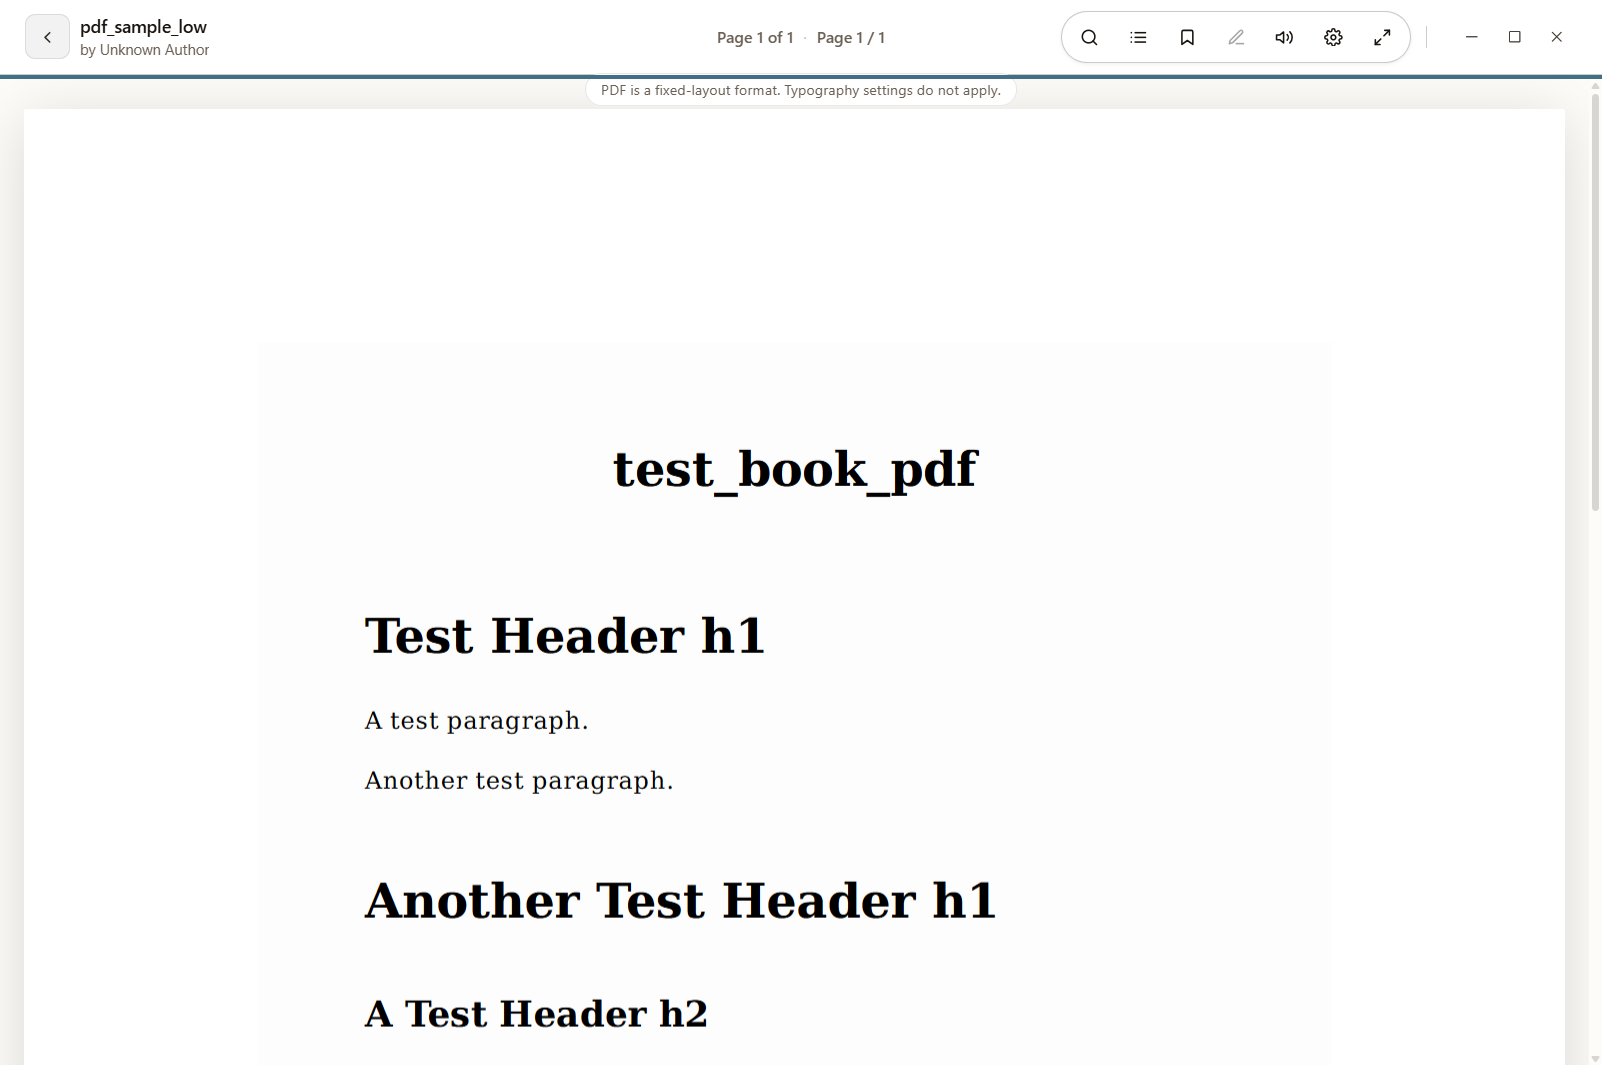 pdf_sample_low
by Unknown Author
Page 1 of 1 · Page 1 / 1
PDF is a fixed-layout format. Typography settings do not apply.
test_book_pdf
Test Header h1
A test paragraph.
Another test paragraph.
Another Test Header h1
A Test Header h2